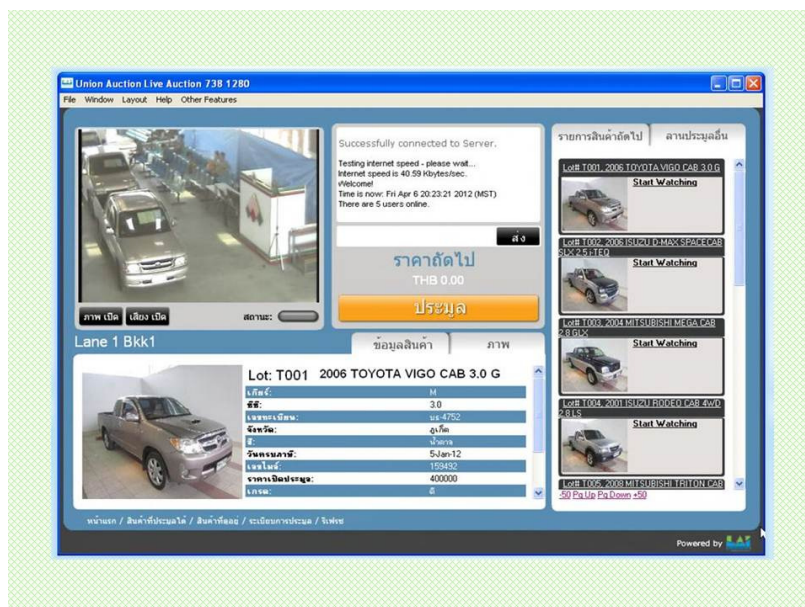 Union Auction Live Auction 738 1280
File Window Layout Help Other Features
Successfully connected to Server.
Testing internet speed - please wait...
Internet speed is 40.59 Kbytes/sec.
Welcome!
Time is now: Fri Apr 6 20:23:21 2012 (MST)
There are 5 users online.
ส่ง
ราคาถัดไป
THB 0.00
ประมูล
ภาพ เปิด เสียง เปิด สถานะ:
Lane 1 Bkk1
ข้อมูลสินค้า ภาพ
Lot: T001 2006 TOYOTA VIGO CAB 3.0 G
เกียร์: M
ซีซี: 3.0
เลขทะเบียน: บร-4752
จังหวัด: ภูเก็ต
สี: น้ำตาล
วันครบภาษี: 5-Jan-12
เลขไมล์: 159492
ราคาเปิดประมูล: 400000
เกรด: ดี
รายการสินค้าถัดไป ลานประมูลอื่น
Lot# T001, 2006 TOYOTA VIGO CAB 3.0 G
Start Watching
Lot# T002, 2006 ISUZU D-MAX SPACECAB
SLX 2.5 i-TEQ
Start Watching
Lot# T003, 2004 MITSUBISHI MEGA CAB
2.8 GLX
Start Watching
Lot# T004, 2001 ISUZU RODEO CAB 4WD
2.8 LS
Start Watching
Lot# T005, 2008 MITSUBISHI TRITON CAB
-50 Pg Up Pg Down +50
หน้าแรก / สินค้าที่ประมูลได้ / สินค้าที่ดูอยู่ / ระเบียบการประมูล / รีเฟรช
Powered by